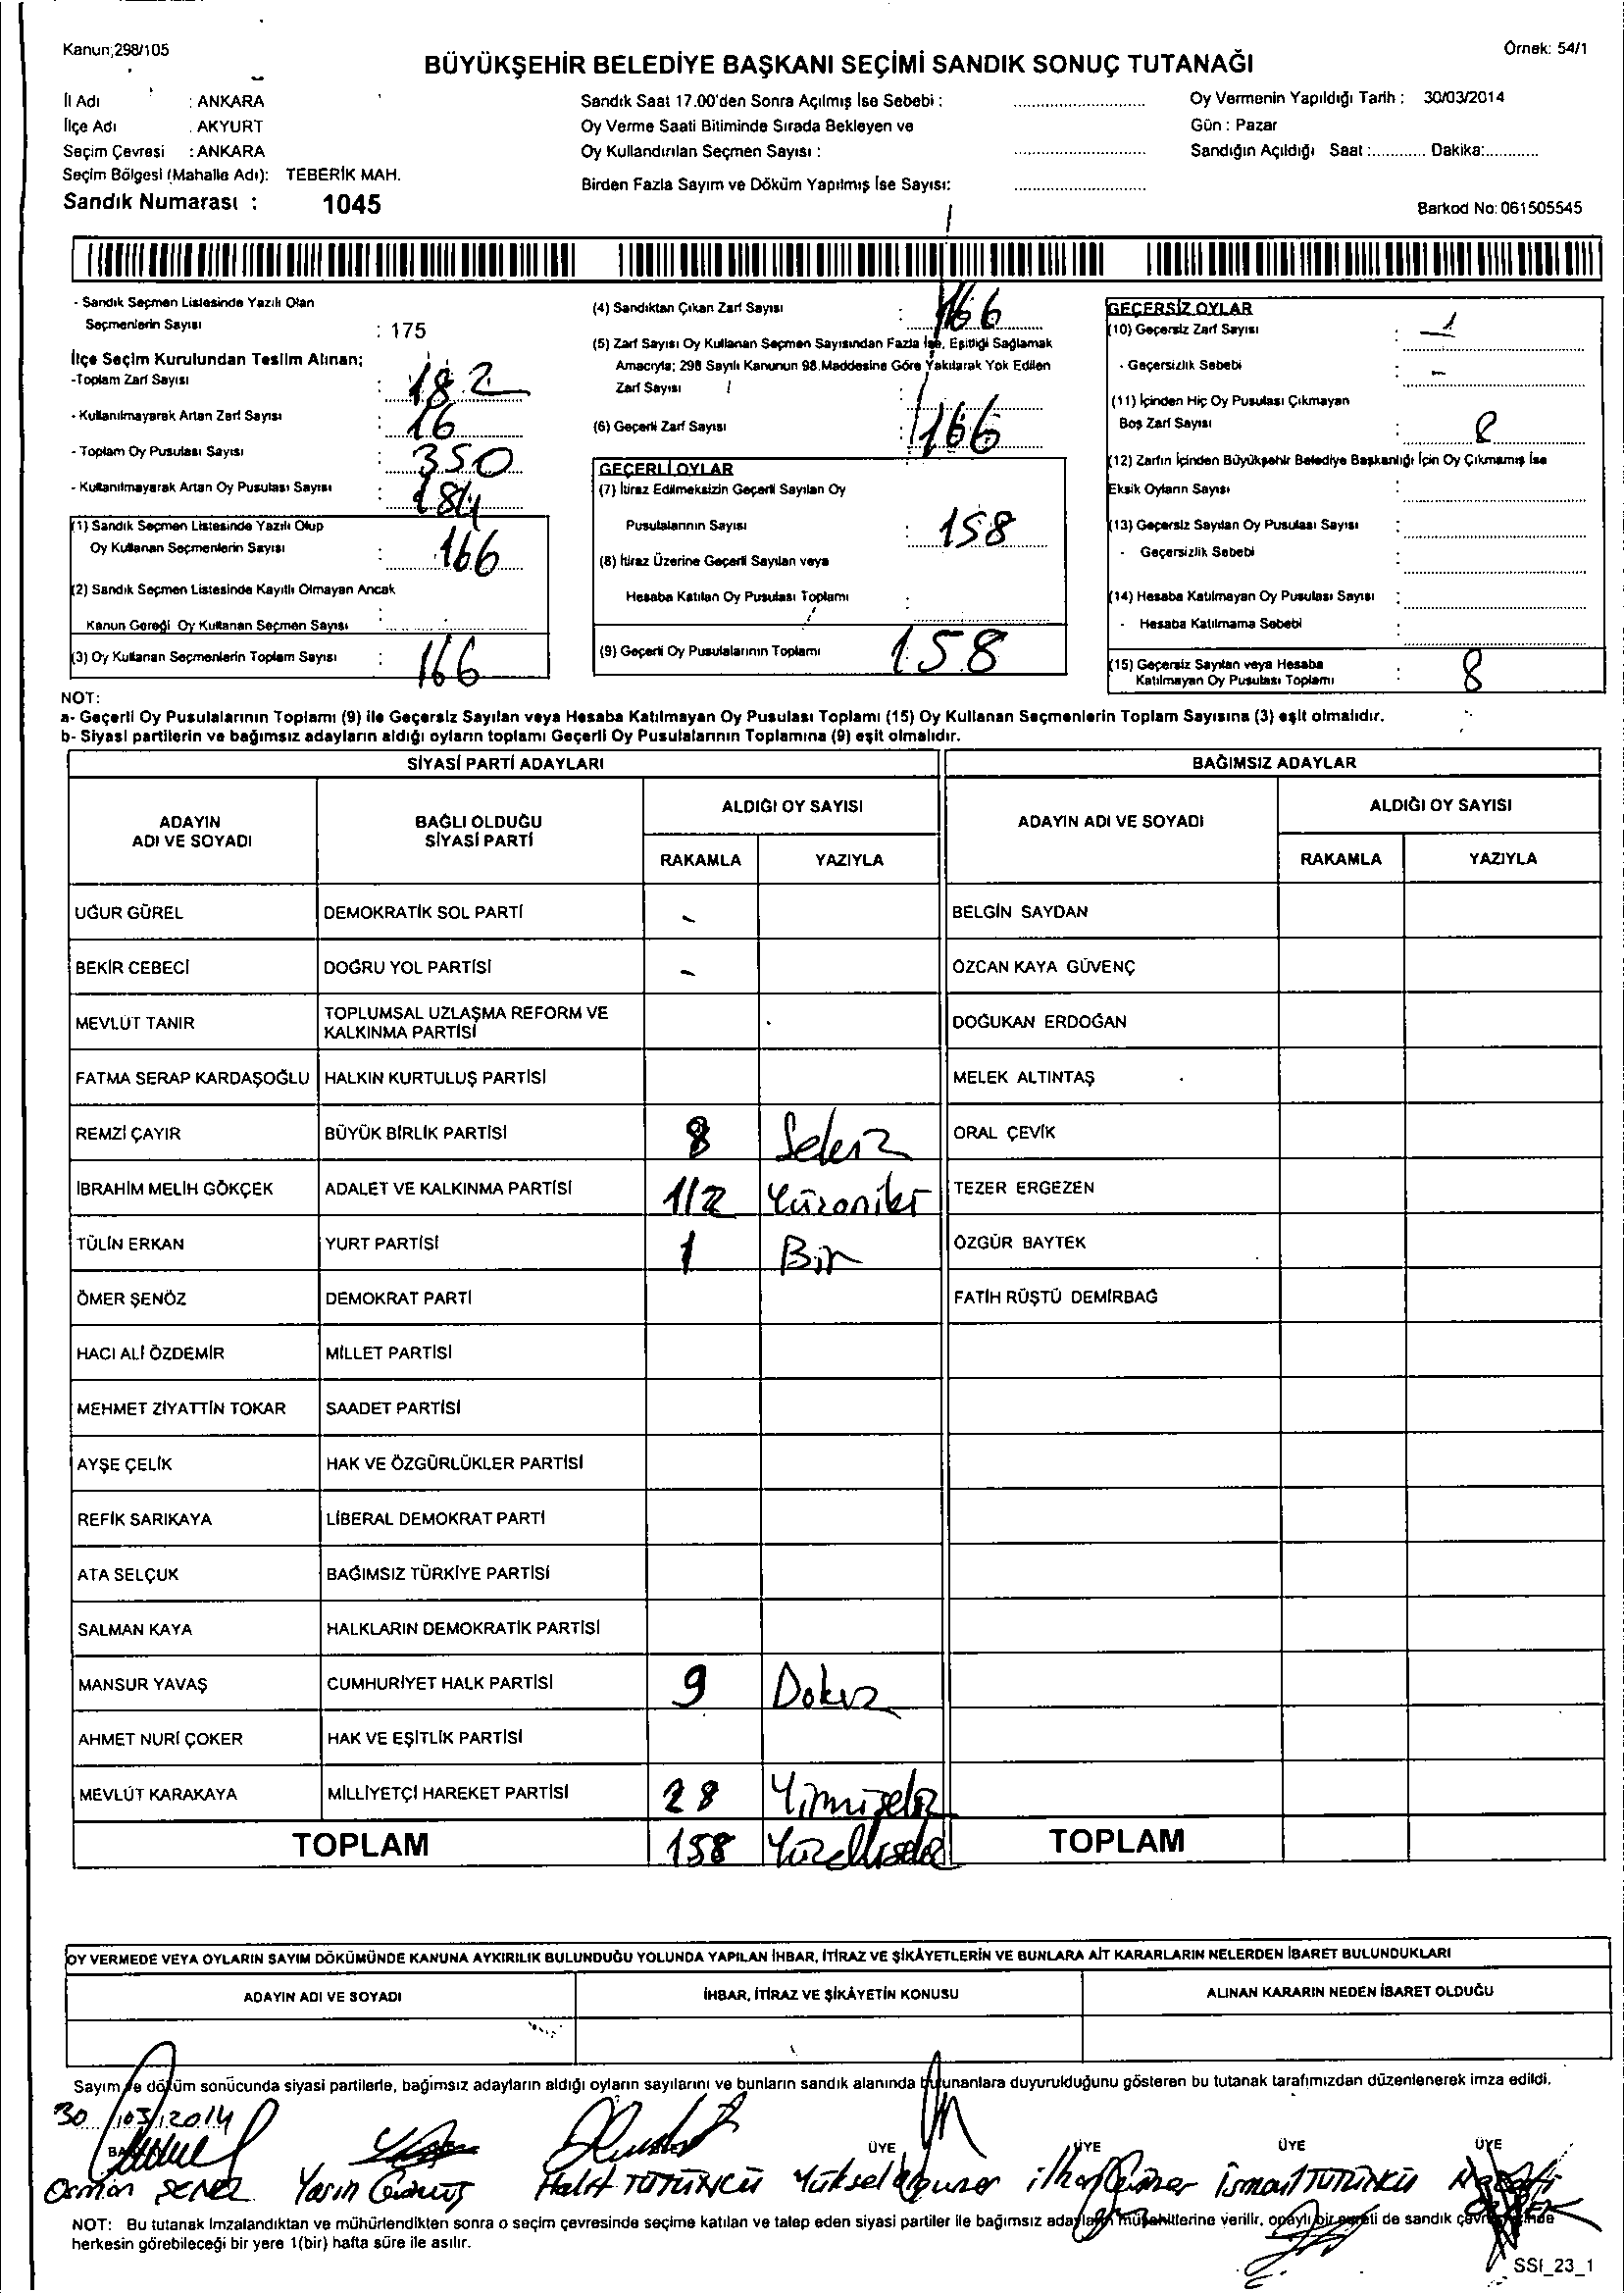 Kanun;298/105
Örnek: 54/1
BÜYÜKŞEHİR BELEDİYE BAŞKANI SEÇİMİ SANDIK SONUÇ TUTANAĞI
İl Adı : ANKARA
İlçe Adı : AKYURT
Seçim Çevresi : ANKARA
Seçim Bölgesi (Mahalle Adı): TEBERİK MAH.
Sandık Numarası : 1045
Sandık Saat 17.00'den Sonra Açılmış İse Sebebi :
Oy Verme Saati Bitiminde Sırada Bekleyen ve
Oy Kullandırılan Seçmen Sayısı :
Birden Fazla Sayım ve Döküm Yapılmış İse Sayısı:
Oy Vermenin Yapıldığı Tarih : 30/03/2014
Gün : Pazar
Sandığın Açıldığı Saat :............ Dakika:...........
Barkod No: 061505545
- Sandık Seçmen Listesinde Yazılı Olan
Seçmenlerin Sayısı : 175
İlçe Seçim Kurulundan Teslim Alınan;
-Toplam Zarf Sayısı : 182
- Kullanılmayarak Artan Zarf Sayısı : 16
- Toplam Oy Pusulası Sayısı : 350
- Kullanılmayarak Artan Oy Pusulası Sayısı : 184
(1) Sandık Seçmen Listesinde Yazılı Olup
Oy Kullanan Seçmenlerin Sayısı : 166
(2) Sandık Seçmen Listesinde Kayıtlı Olmayan Ancak
Kanun Gereği Oy Kullanan Seçmen Sayısı :
(3) Oy Kullanan Seçmenlerin Toplam Sayısı : 166
(4) Sandıktan Çıkan Zarf Sayısı : 166
(5) Zarf Sayısı Oy Kullanan Seçmen Sayısından Fazla İse, Eşitliği Sağlamak
Amacıyla; 298 Sayılı Kanunun 98.Maddesine Göre Yakılarak Yok Edilen
Zarf Sayısı :
(6) Geçerli Zarf Sayısı : 166
GEÇERLİ OYLAR
(7) İtiraz Edilmeksizin Geçerli Sayılan Oy
Pusulalarının Sayısı : 158
(8) İtiraz Üzerine Geçerli Sayılan veya
Hesaba Katılan Oy Pusulası Toplamı :
(9) Geçerli Oy Pusulalarının Toplamı 158
GEÇERSİZ OYLAR
(10) Geçersiz Zarf Sayısı :
- Geçersizlik Sebebi : -
(11) İçinden Hiç Oy Pusulası Çıkmayan
Boş Zarf Sayısı : 8
(12) Zarfın İçinden Büyükşehir Belediye Başkanlığı İçin Oy Çıkmamış İse
Eksik Oyların Sayısı :
(13) Geçersiz Sayılan Oy Pusulası Sayısı :
- Geçersizlik Sebebi :
(14) Hesaba Katılmayan Oy Pusulası Sayısı :
- Hesaba Katılmama Sebebi :
(15) Geçersiz Sayılan veya Hesaba
Katılmayan Oy Pusulası Toplamı : 8
NOT:
a- Geçerli Oy Pusulalarının Toplamı (9) ile Geçersiz Sayılan veya Hesaba Katılmayan Oy Pusulası Toplamı (15) Oy Kullanan Seçmenlerin Toplam Sayısına (3) eşit olmalıdır.
b- Siyasi partilerin ve bağımsız adayların aldığı oyların toplamı Geçerli Oy Pusulalarının Toplamına (9) eşit olmalıdır.
SİYASİ PARTİ ADAYLARI BAĞIMSIZ ADAYLAR
ADAYIN ADI VE SOYADI BAĞLI OLDUĞU SİYASİ PARTİ ALDIĞI OY SAYISI ADAYIN ADI VE SOYADI ALDIĞI OY SAYISI
RAKAMLA YAZIYLA RAKAMLA YAZIYLA
UĞUR GÜREL DEMOKRATİK SOL PARTİ - BELGİN SAYDAN
BEKİR CEBECİ DOĞRU YOL PARTİSİ - ÖZCAN KAYA GÜVENÇ
MEVLÜT TANIR TOPLUMSAL UZLAŞMA REFORM VE KALKINMA PARTİSİ DOĞUKAN ERDOĞAN
FATMA SERAP KARDAŞOĞLU HALKIN KURTULUŞ PARTİSİ MELEK ALTINTAŞ
REMZİ ÇAYIR BÜYÜK BİRLİK PARTİSİ 8 Sekiz ORAL ÇEVİK
İBRAHİM MELİH GÖKÇEK ADALET VE KALKINMA PARTİSİ 112 Yüzoniki TEZER ERGEZEN
TÜLİN ERKAN YURT PARTİSİ 1 Bir ÖZGÜR BAYTEK
ÖMER ŞENÖZ DEMOKRAT PARTİ FATİH RÜŞTÜ DEMİRBAĞ
HACI ALİ ÖZDEMİR MİLLET PARTİSİ
MEHMET ZİYATTİN TOKAR SAADET PARTİSİ
AYŞE ÇELİK HAK VE ÖZGÜRLÜKLER PARTİSİ
REFİK SARIKAYA LİBERAL DEMOKRAT PARTİ
ATA SELÇUK BAĞIMSIZ TÜRKİYE PARTİSİ
SALMAN KAYA HALKLARIN DEMOKRATİK PARTİSİ
MANSUR YAVAŞ CUMHURİYET HALK PARTİSİ 9 Dokuz
AHMET NURİ ÇOKER HAK VE EŞİTLİK PARTİSİ
MEVLÜT KARAKAYA MİLLİYETÇİ HAREKET PARTİSİ 28 Yirmisekiz
TOPLAM 158 Yüzellisekiz TOPLAM
OY VERMEDE VEYA OYLARIN SAYIM DÖKÜMÜNDE KANUNA AYKIRILIK BULUNDUĞU YOLUNDA YAPILAN İHBAR, İTİRAZ VE ŞİKÂYETLERİN VE BUNLARA AİT KARARLARIN NELERDEN İBARET BULUNDUKLARI
ADAYIN ADI VE SOYADI İHBAR, İTİRAZ VE ŞİKÂYETİN KONUSU ALINAN KARARIN NEDEN İBARET OLDUĞU
Sayım ve döküm sonucunda siyasi partilerle, bağımsız adayların aldığı oyların sayılarını ve bunların sandık alanında bulunanlara duyurulduğunu gösteren bu tutanak tarafımızdan düzenlenerek imza edildi.
30/03/2014
ÜYE ÜYE ÜYE ÜYE
Osman ŞENEL Yasin Gümüş Halit TÜTÜNCÜ Yüksel İlhan Güner İsmail TÜTÜNCÜ
NOT: Bu tutanak imzalandıktan ve mühürlendikten sonra o seçim çevresinde seçime katılan ve talep eden siyasi partiler ile bağımsız adayların müşahitlerine verilir, onaylı bir sureti de sandık çevresinde
herkesin görebileceği bir yere 1(bir) hafta süre ile asılır.
SSI_23_1